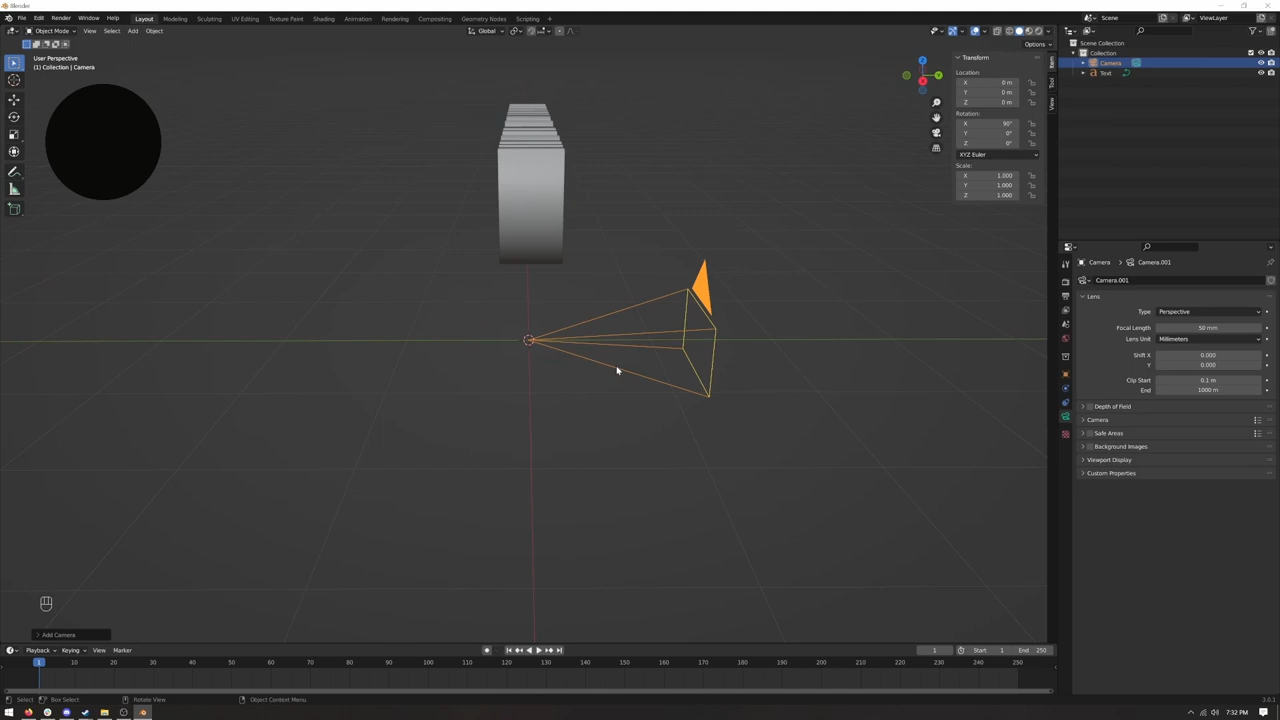 Blender
File Edit Render Window Help Layout Modeling Sculpting UV Editing Texture Paint Shading Animation Rendering Compositing Geometry Nodes Scripting + Scene ViewLayer
Object Mode View Select Add Object Global
Options
User Perspective
(1) Collection | Camera
Transform
Location:
X 0 m
Y 0 m
Z 0 m
Rotation:
X 90°
Y 0°
Z 0°
XYZ Euler
Scale:
X 1.000
Y 1.000
Z 1.000
Item
Tool
View
X
Y
Z
Scene Collection
Collection
Camera
Text
Camera > Camera.001
Camera.001
Lens
Type Perspective
Focal Length 50 mm
Lens Unit Millimeters
Shift X 0.000
Y 0.000
Clip Start 0.1 m
End 1000 m
Depth of Field
Camera
Safe Areas
Background Images
Viewport Display
Custom Properties
Add Camera
Playback Keying View Marker 1 Start 1 End 250
1 10 20 30 40 50 60 70 80 90 100 110 120 130 140 150 160 170 180 190 200 210 220 230 240 250
Select Box Select Rotate View Object Context Menu
7:32 PM